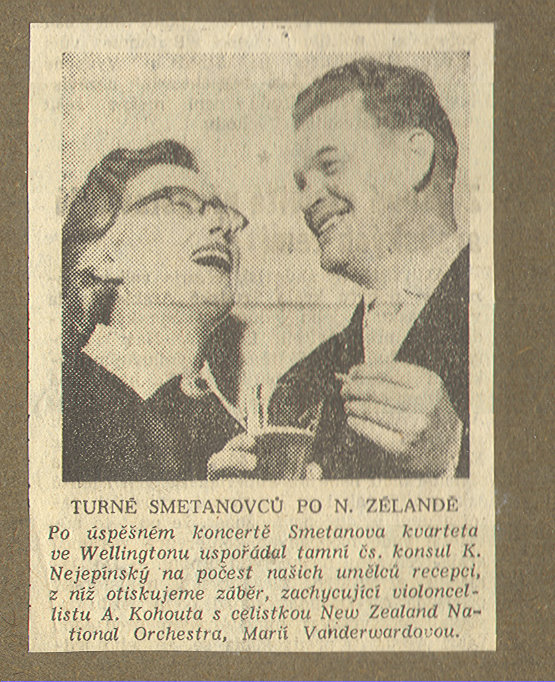 TURNÉ SMETANOVCŮ PO N. ZÉLANDĚ
Po úspěšném koncertě Smetanova kvarteta
ve Wellingtonu uspořádal tamní čs. konsul K.
Nejepínský na počest našich umělců recepci,
z níž otiskujeme záběr, zachycující violoncel-
listu A. Kohouta s celistkou New Zealand Na-
tional Orchestra, Marií Vanderwardovou.